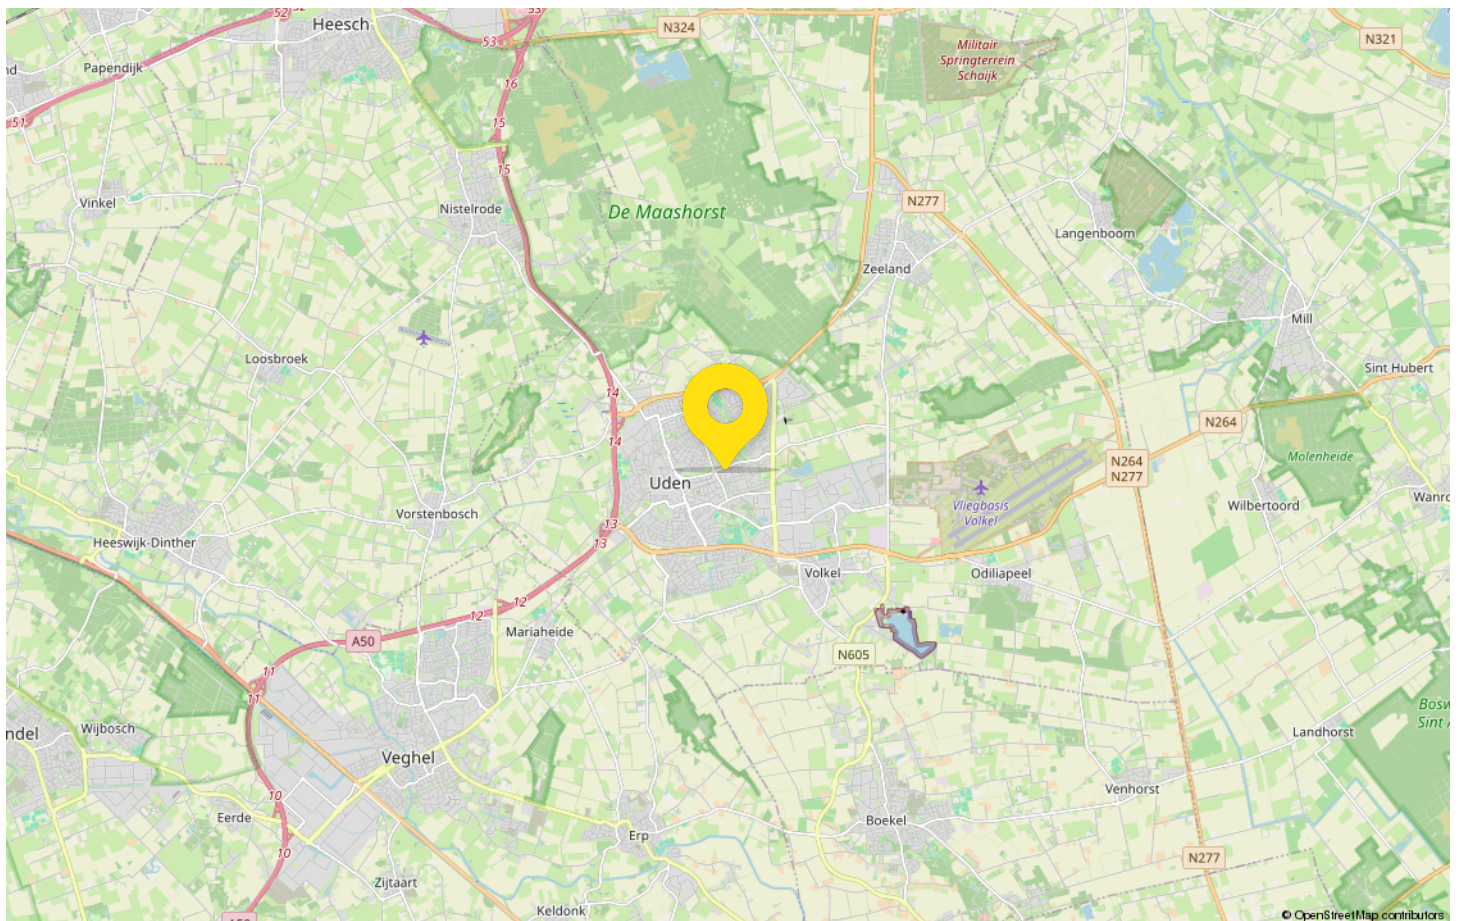 52
53
Heesch
53
N324
Militair
Springterrein
Schaijk
N321
Papendijk
16
51
15
15
Vinkel
Nistelrode
De Maashorst
N277
Langenboom
Zeeland
Mill
Loosbroek
Sint Hubert
14
14
N264
N264
N277
Molenheide
Uden
Vliegbasis
Volkel
Wilbertoord
Vorstenbosch
13
13
Heeswijk-Dinther
Volkel
Odiliapeel
12
12
Mariaheide
A50
N605
11
11
Wijbosch
ndel
Landhorst
Veghel
Venhorst
10
Eerde
Boekel
Erp
10
N277
Zijtaart
Keldonk
© OpenStreetMap contributors